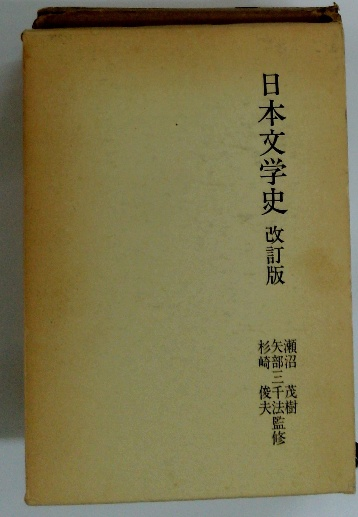 日本文学史 改訂版
瀬沼 茂樹
矢部三千法監修
杉崎 俊夫